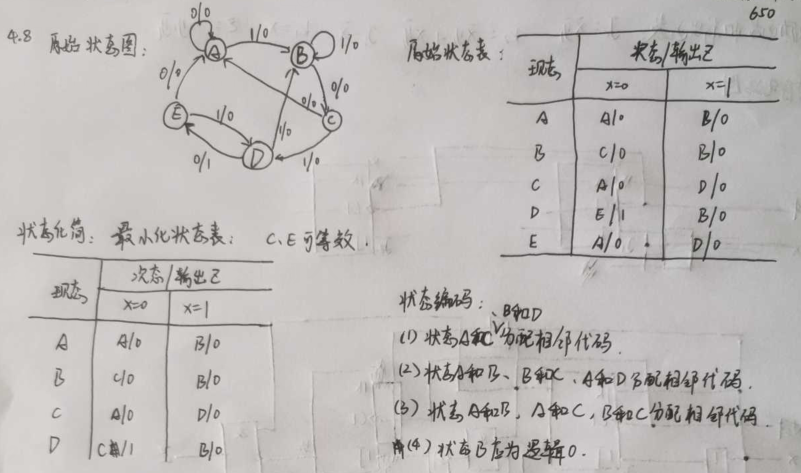 650
4.8 原始状态图：
0/0
A
1/0
B
1/0
0/0
0/0
E
1/0
0/0
C
1/0
0/1
D
1/0
原始状态表：
现态 次态/输出Z
x=0 x=1
A A/0 B/0
B C/0 B/0
C A/0 D/0
D E/1 B/0
E A/0 D/0
状态化简：最小化状态表：C、E可等效.
现态 次态/输出Z
x=0 x=1
A A/0 B/0
B C/0 B/0
C A/0 D/0
D C/1 B/0
状态编码：
(1) 状态A和C、B和D分配相邻代码.
(2) 状态A和B、B和C、A和D分配相邻代码.
(3) 状态A和B, A和C, B和C分配相邻代码.
(4) 状态B应为逻辑0.